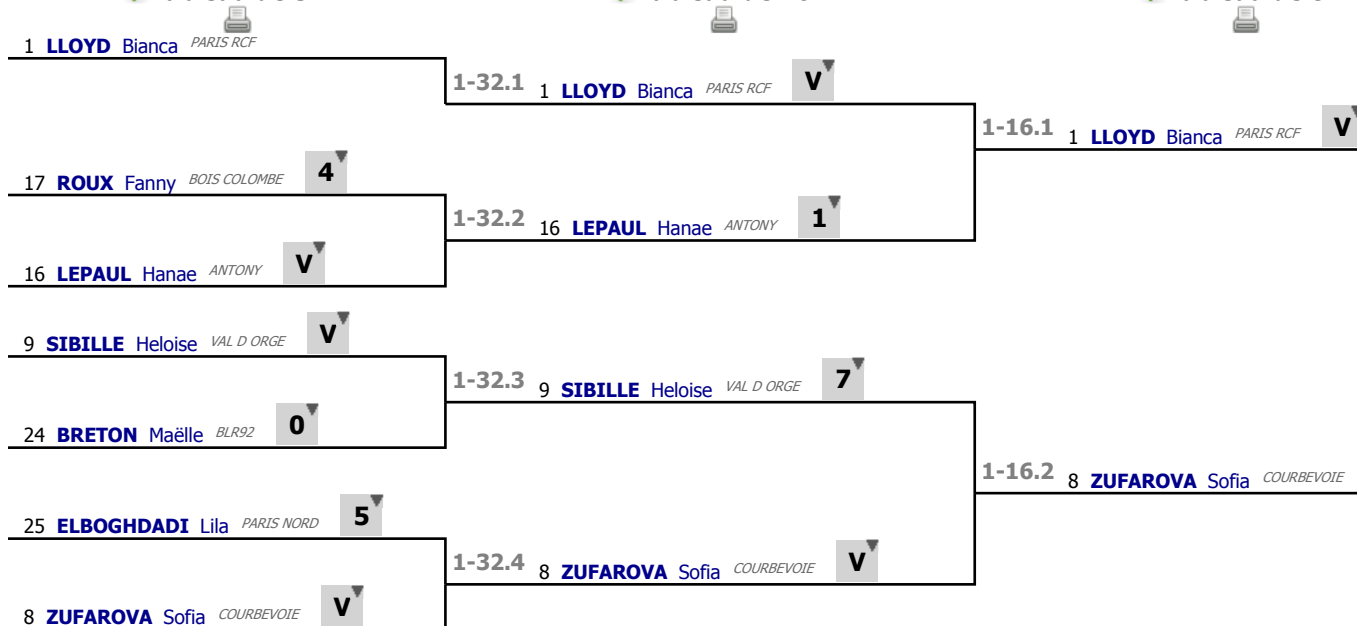 1 LLOYD Bianca PARIS RCF
1-32.1 1 LLOYD Bianca PARIS RCF V
1-16.1 1 LLOYD Bianca PARIS RCF V
17 ROUX Fanny BOIS COLOMBE 4
1-32.2 16 LEPAUL Hanae ANTONY 1
16 LEPAUL Hanae ANTONY V
9 SIBILLE Heloise VAL D ORGE V
1-32.3 9 SIBILLE Heloise VAL D ORGE 7
24 BRETON Maëlle BLR92 0
1-16.2 8 ZUFAROVA Sofia COURBEVOIE
25 ELBOGHDADI Lila PARIS NORD 5
1-32.4 8 ZUFAROVA Sofia COURBEVOIE V
8 ZUFAROVA Sofia COURBEVOIE V